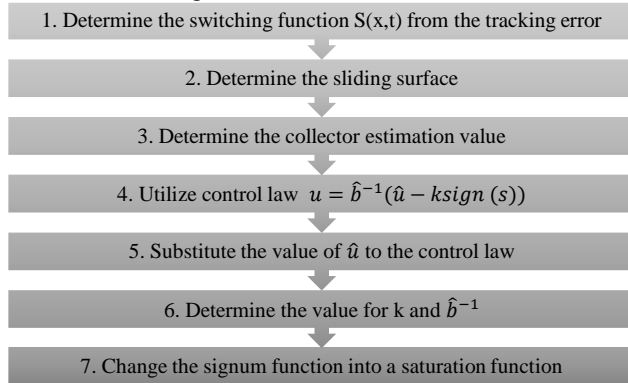 1. Determine the switching function S(x,t) from the tracking error
2. Determine the sliding surface
3. Determine the collector estimation value
4. Utilize control law u = b̂⁻¹(û − ksign (s))
5. Substitute the value of û to the control law
6. Determine the value for k and b̂⁻¹
7. Change the signum function into a saturation function